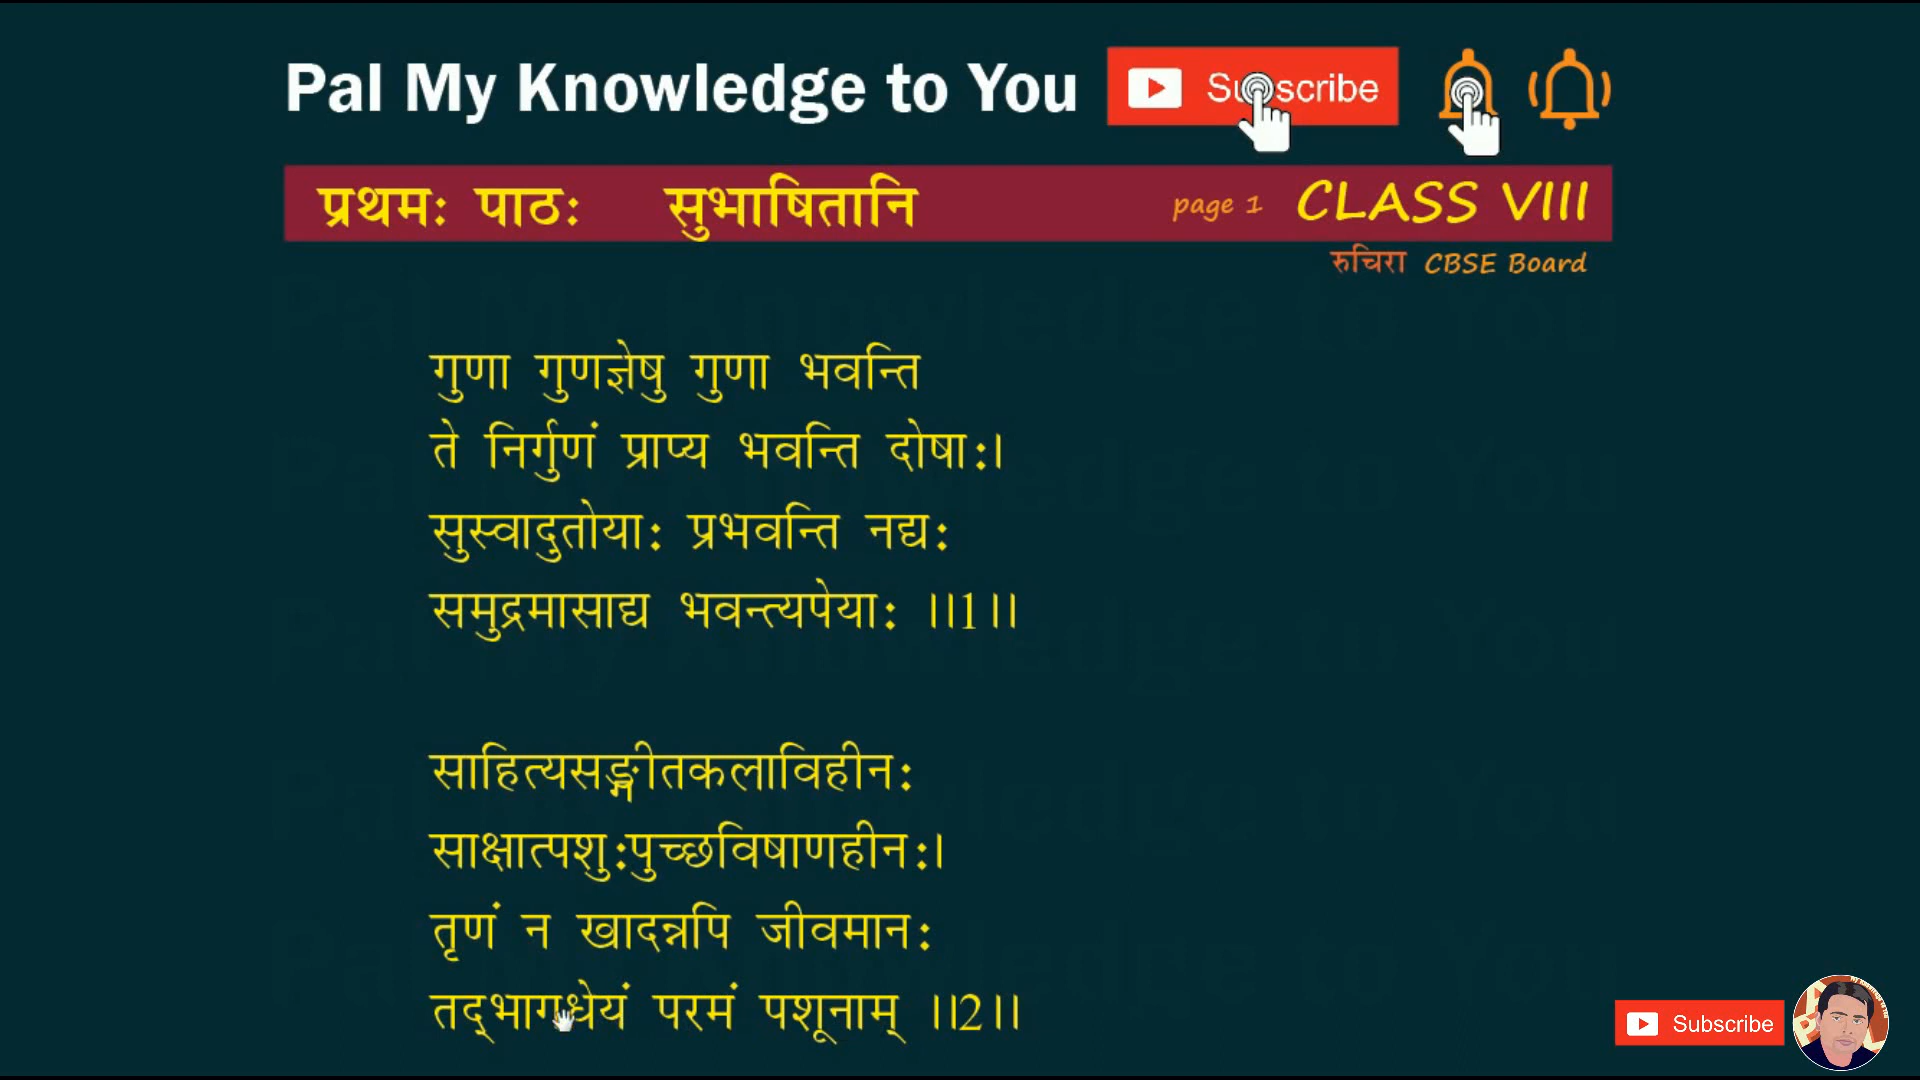 Pal My Knowledge to You Subscribe
प्रथमः पाठः सुभाषितानि page 1 CLASS VIII
रुचिरा CBSE Board
गुणा गुणज्ञेषु गुणा भवन्ति
ते निर्गुणं प्राप्य भवन्ति दोषाः।
सुस्वादुतोयाः प्रभवन्ति नद्यः
समुद्रमासाद्य भवन्त्यपेयाः ।।1।।
साहित्यसङ्गीतकलाविहीनः
साक्षात्पशुःपुच्छविषाणहीनः।
तृणं न खादन्नपि जीवमानः
तद्भागधेयं परमं पशूनाम् ।।2।।
Subscribe